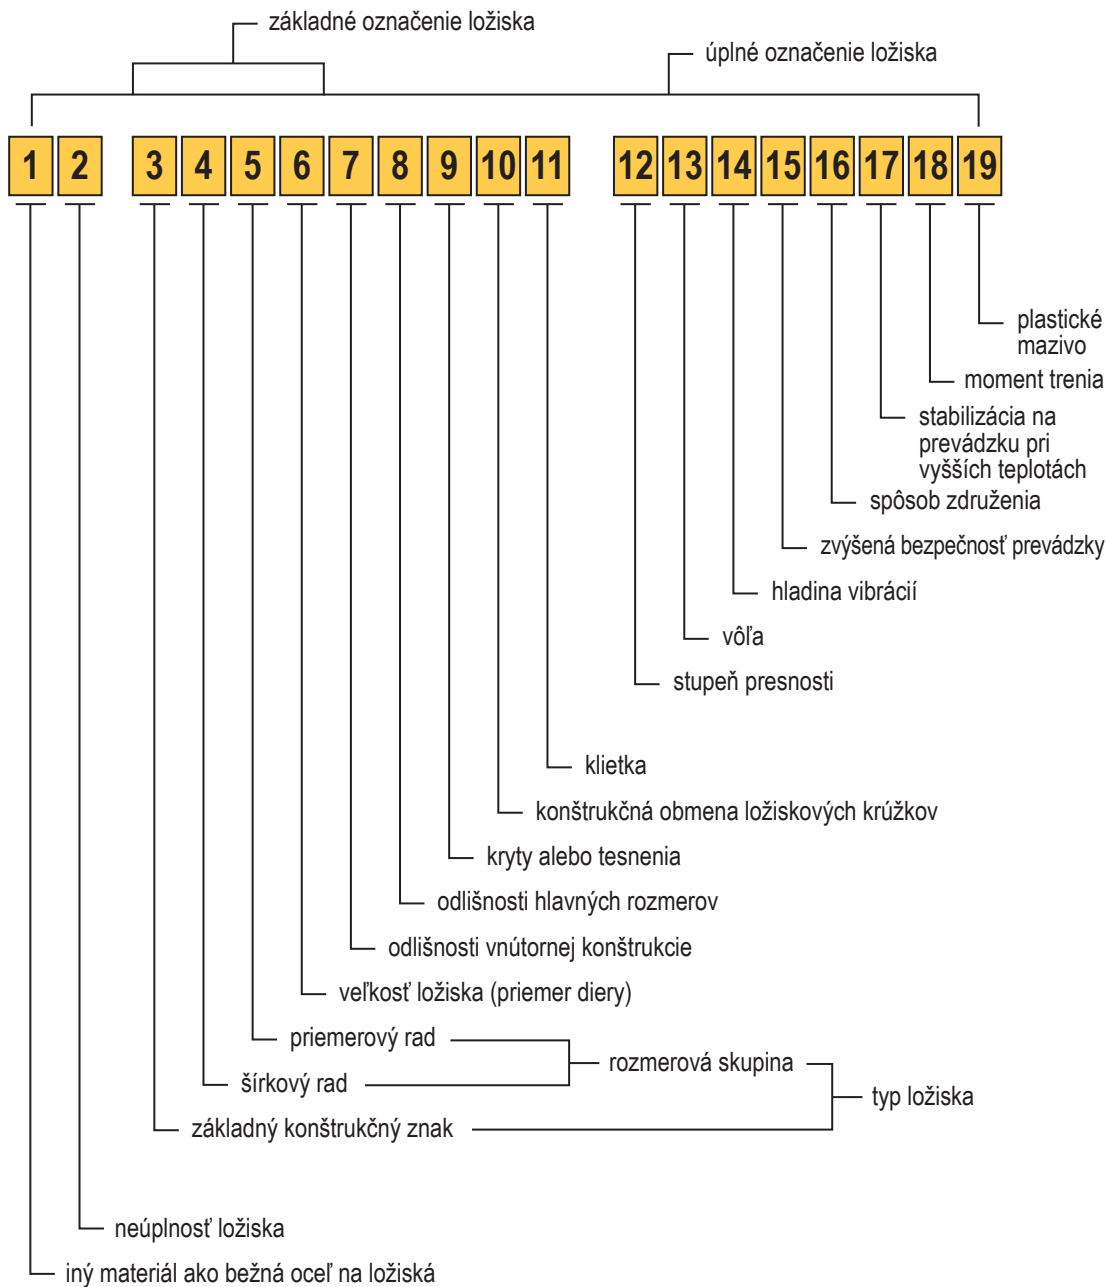 základné označenie ložiska
úplné označenie ložiska
1 2 3 4 5 6 7 8 9 10 11 12 13 14 15 16 17 18 19
plastické
mazivo
moment trenia
stabilizácia na
prevádzku pri
vyšších teplotách
spôsob združenia
zvýšená bezpečnosť prevádzky
hladina vibrácií
vôľa
stupeň presnosti
klietka
konštrukčná obmena ložiskových krúžkov
kryty alebo tesnenia
odlišnosti hlavných rozmerov
odlišnosti vnútornej konštrukcie
veľkosť ložiska (priemer diery)
priemerový rad
rozmerová skupina
šírkový rad
typ ložiska
základný konštrukčný znak
neúplnosť ložiska
iný materiál ako bežná oceľ na ložiská